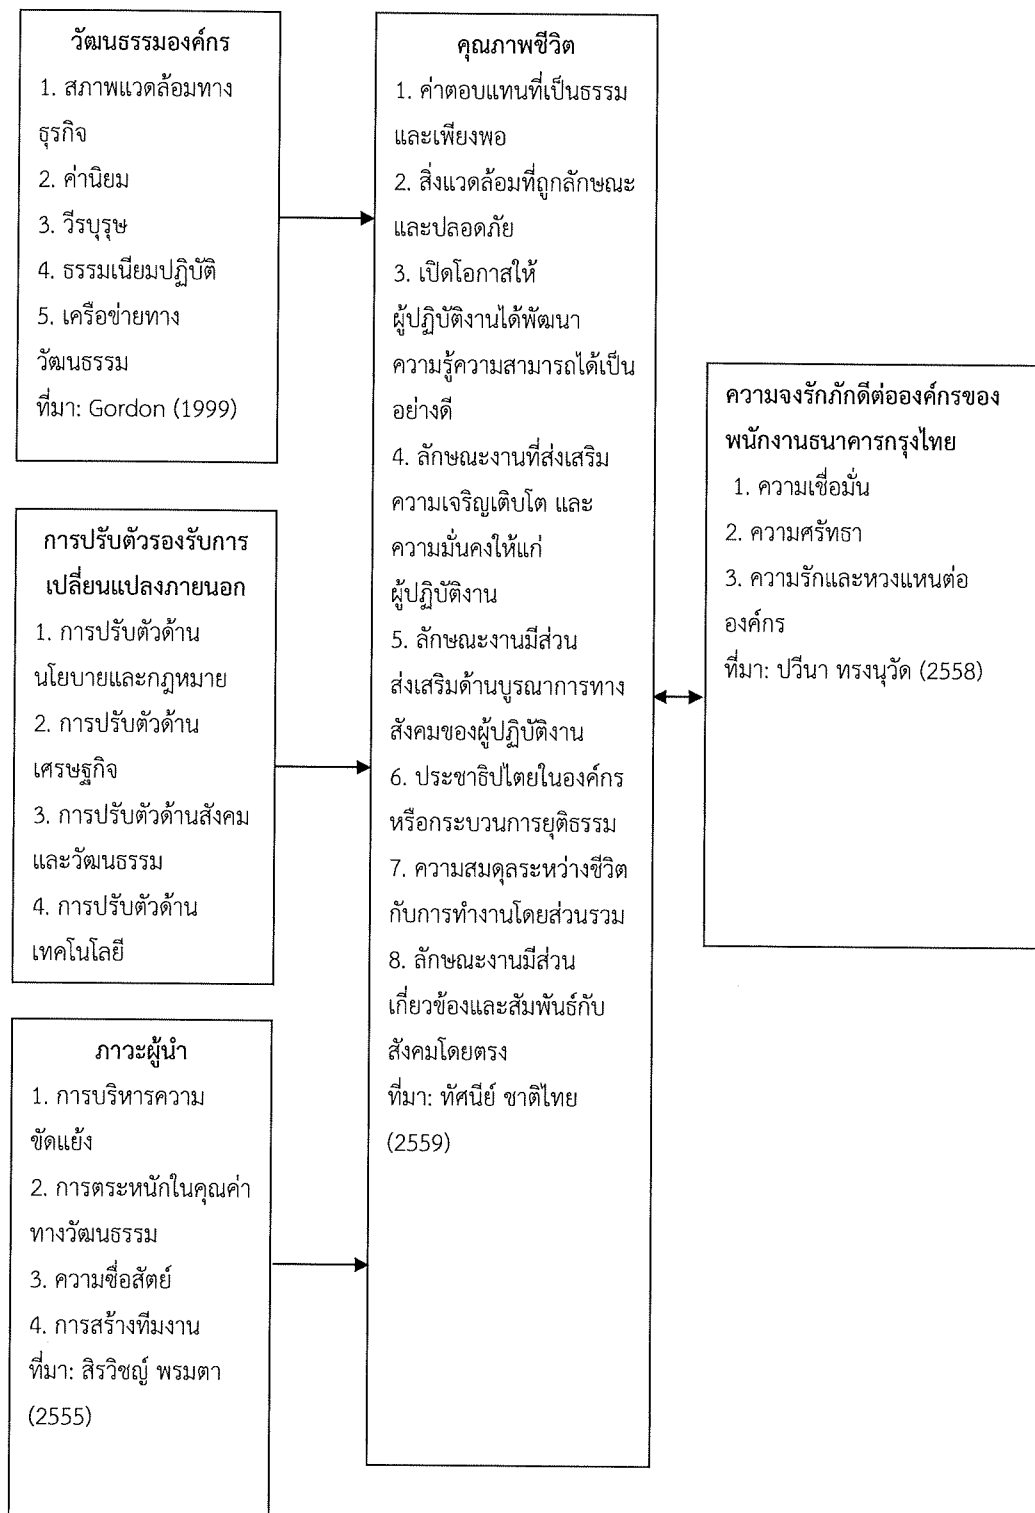 วัฒนธรรมองค์กร
1. สภาพแวดล้อมทาง
ธุรกิจ
2. ค่านิยม
3. วีรบุรุษ
4. ธรรมเนียมปฏิบัติ
5. เครือข่ายทาง
วัฒนธรรม
ที่มา: Gordon (1999)
การปรับตัวรองรับการ
เปลี่ยนแปลงภายนอก
1. การปรับตัวด้าน
นโยบายและกฎหมาย
2. การปรับตัวด้าน
เศรษฐกิจ
3. การปรับตัวด้านสังคม
และวัฒนธรรม
4. การปรับตัวด้าน
เทคโนโลยี
ภาวะผู้นำ
1. การบริหารความ
ขัดแย้ง
2. การตระหนักในคุณค่า
ทางวัฒนธรรม
3. ความซื่อสัตย์
4. การสร้างทีมงาน
ที่มา: สิรวิชญ์ พรมตา
(2555)
คุณภาพชีวิต
1. ค่าตอบแทนที่เป็นธรรม
และเพียงพอ
2. สิ่งแวดล้อมที่ถูกลักษณะ
และปลอดภัย
3. เปิดโอกาสให้
ผู้ปฏิบัติงานได้พัฒนา
ความรู้ความสามารถได้เป็น
อย่างดี
4. ลักษณะงานที่ส่งเสริม
ความเจริญเติบโต และ
ความมั่นคงให้แก่
ผู้ปฏิบัติงาน
5. ลักษณะงานมีส่วน
ส่งเสริมด้านบูรณาการทาง
สังคมของผู้ปฏิบัติงาน
6. ประชาธิปไตยในองค์กร
หรือกระบวนการยุติธรรม
7. ความสมดุลระหว่างชีวิต
กับการทำงานโดยส่วนรวม
8. ลักษณะงานมีส่วน
เกี่ยวข้องและสัมพันธ์กับ
สังคมโดยตรง
ที่มา: ทัศนีย์ ชาติไทย
(2559)
ความจงรักภักดีต่อองค์กรของ
พนักงานธนาคารกรุงไทย
1. ความเชื่อมั่น
2. ความศรัทธา
3. ความรักและหวงแหนต่อ
องค์กร
ที่มา: ปวีนา ทรงนุวัด (2558)